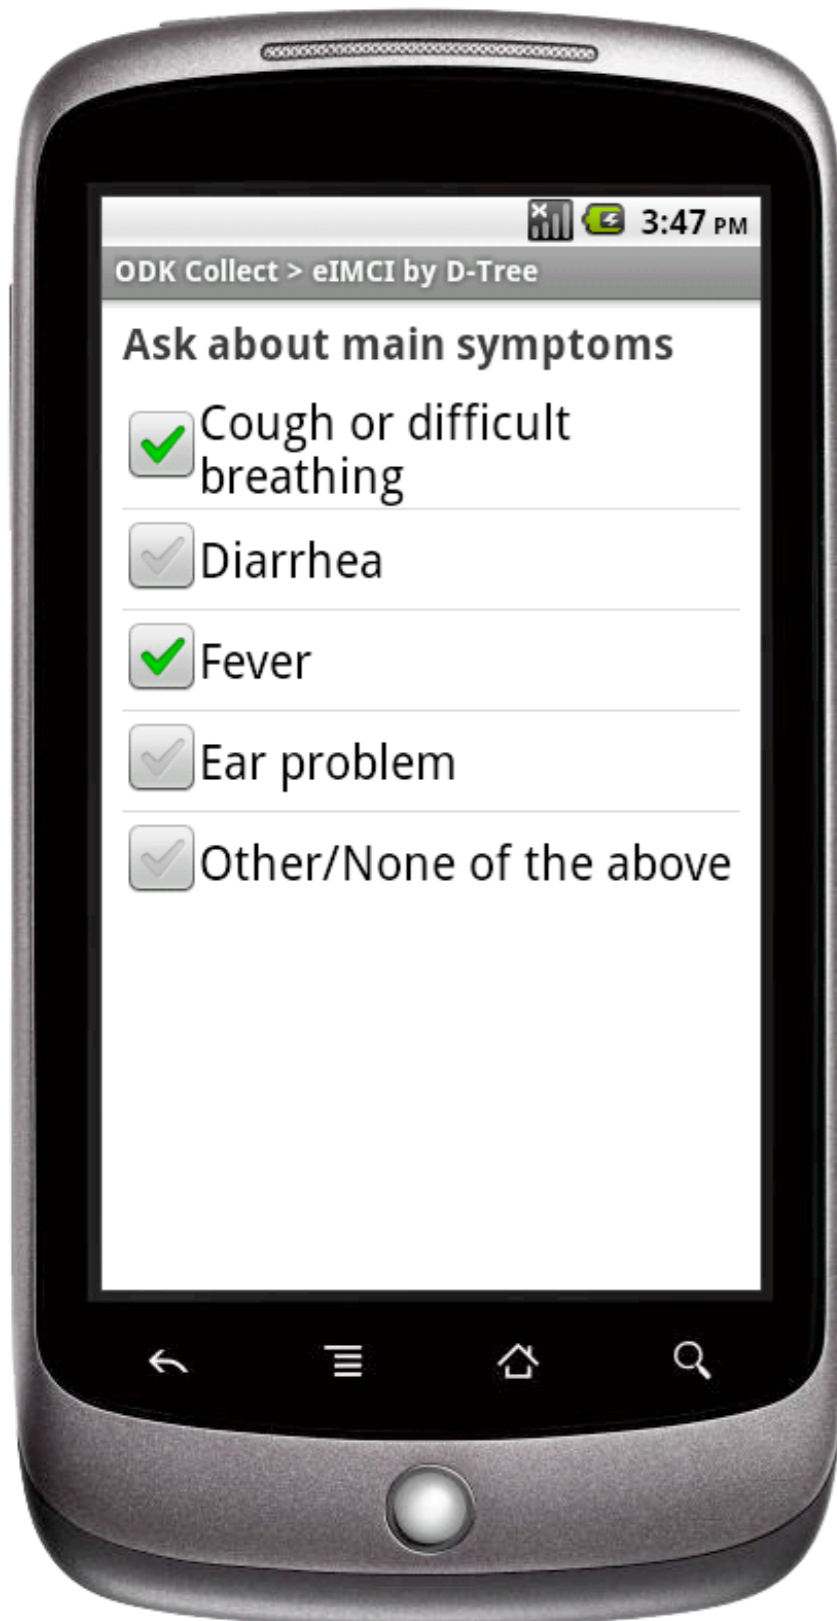 3:47 PM
ODK Collect > eIMCI by D-Tree
Ask about main symptoms
Cough or difficult
breathing
Diarrhea
Fever
Ear problem
Other/None of the above